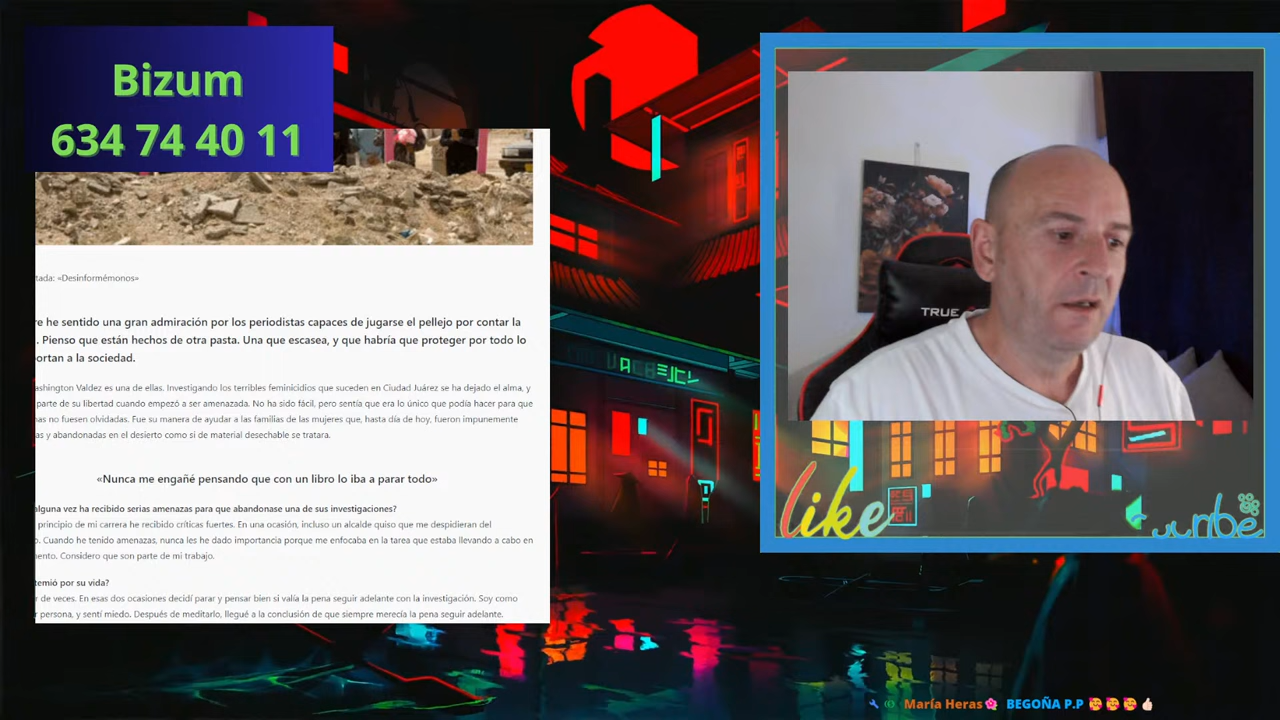 Bizum
634 74 40 11
tada: «Desinformémonos»
re he sentido una gran admiración por los periodistas capaces de jugarse el pellejo por contar la
. Pienso que están hechos de otra pasta. Una que escasea, y que habría que proteger por todo lo
ortan a la sociedad.
ashington Valdez es una de ellas. Investigando los terribles feminicidios que suceden en Ciudad Juárez se ha dejado el alma, y
parte de su libertad cuando empezó a ser amenazada. No ha sido fácil, pero sentía que era lo único que podía hacer para que
nas no fuesen olvidadas. Fue su manera de ayudar a las familias de las mujeres que, hasta día de hoy, fueron impunemente
as y abandonadas en el desierto como si de material desechable se tratara.
«Nunca me engañé pensando que con un libro lo iba a parar todo»
alguna vez ha recibido serias amenazas para que abandonase una de sus investigaciones?
principio de mi carrera he recibido críticas fuertes. En una ocasión, incluso un alcalde quiso que me despidieran del
o. Cuando he tenido amenazas, nunca les he dado importancia porque me enfocaba en la tarea que estaba llevando a cabo en
ento. Considero que son parte de mi trabajo.
temió por su vida?
r de veces. En esas dos ocasiones decidí parar y pensar bien si valía la pena seguir adelante con la investigación. Soy como
r persona, y sentí miedo. Después de meditarlo, llegué a la conclusión de que siempre merecía la pena seguir adelante.
TRUE
like
María Heras BEGOÑA P.P